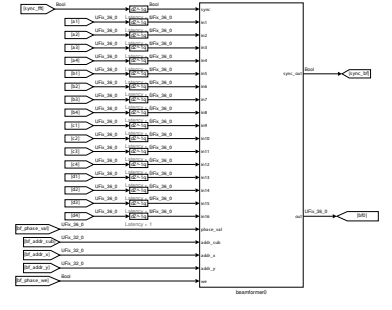 [sync_fft] Bool Bool sync
[a1] UFix_36_0 UFix_36_0 in1
[a2] UFix_36_0 UFix_36_0 in2
[a3] UFix_36_0 UFix_36_0 in3
[a4] UFix_36_0 UFix_36_0 in4
[b1] UFix_36_0 UFix_36_0 in5
[b2] UFix_36_0 UFix_36_0 in6
[b3] UFix_36_0 UFix_36_0 in7
[b4] UFix_36_0 UFix_36_0 in8
[c1] UFix_36_0 UFix_36_0 in9
[c2] UFix_36_0 UFix_36_0 in10
[c3] UFix_36_0 UFix_36_0 in11
[c4] UFix_36_0 UFix_36_0 in12
[d1] UFix_36_0 UFix_36_0 in13
[d2] UFix_36_0 UFix_36_0 in14
[d3] UFix_36_0 UFix_36_0 in15
[d4] UFix_36_0 UFix_36_0 in16
Latency = 1
[bf_phase_val] UFix_36_0 phase_val
[bf_addr_sub] UFix_32_0 addr_sub
[bf_addr_x] UFix_32_0 addr_x
[bf_addr_y] UFix_32_0 addr_y
[bf_phase_we] Bool we
sync_out Bool [sync_bf]
out UFix_36_0 [bf0]
beamformer0